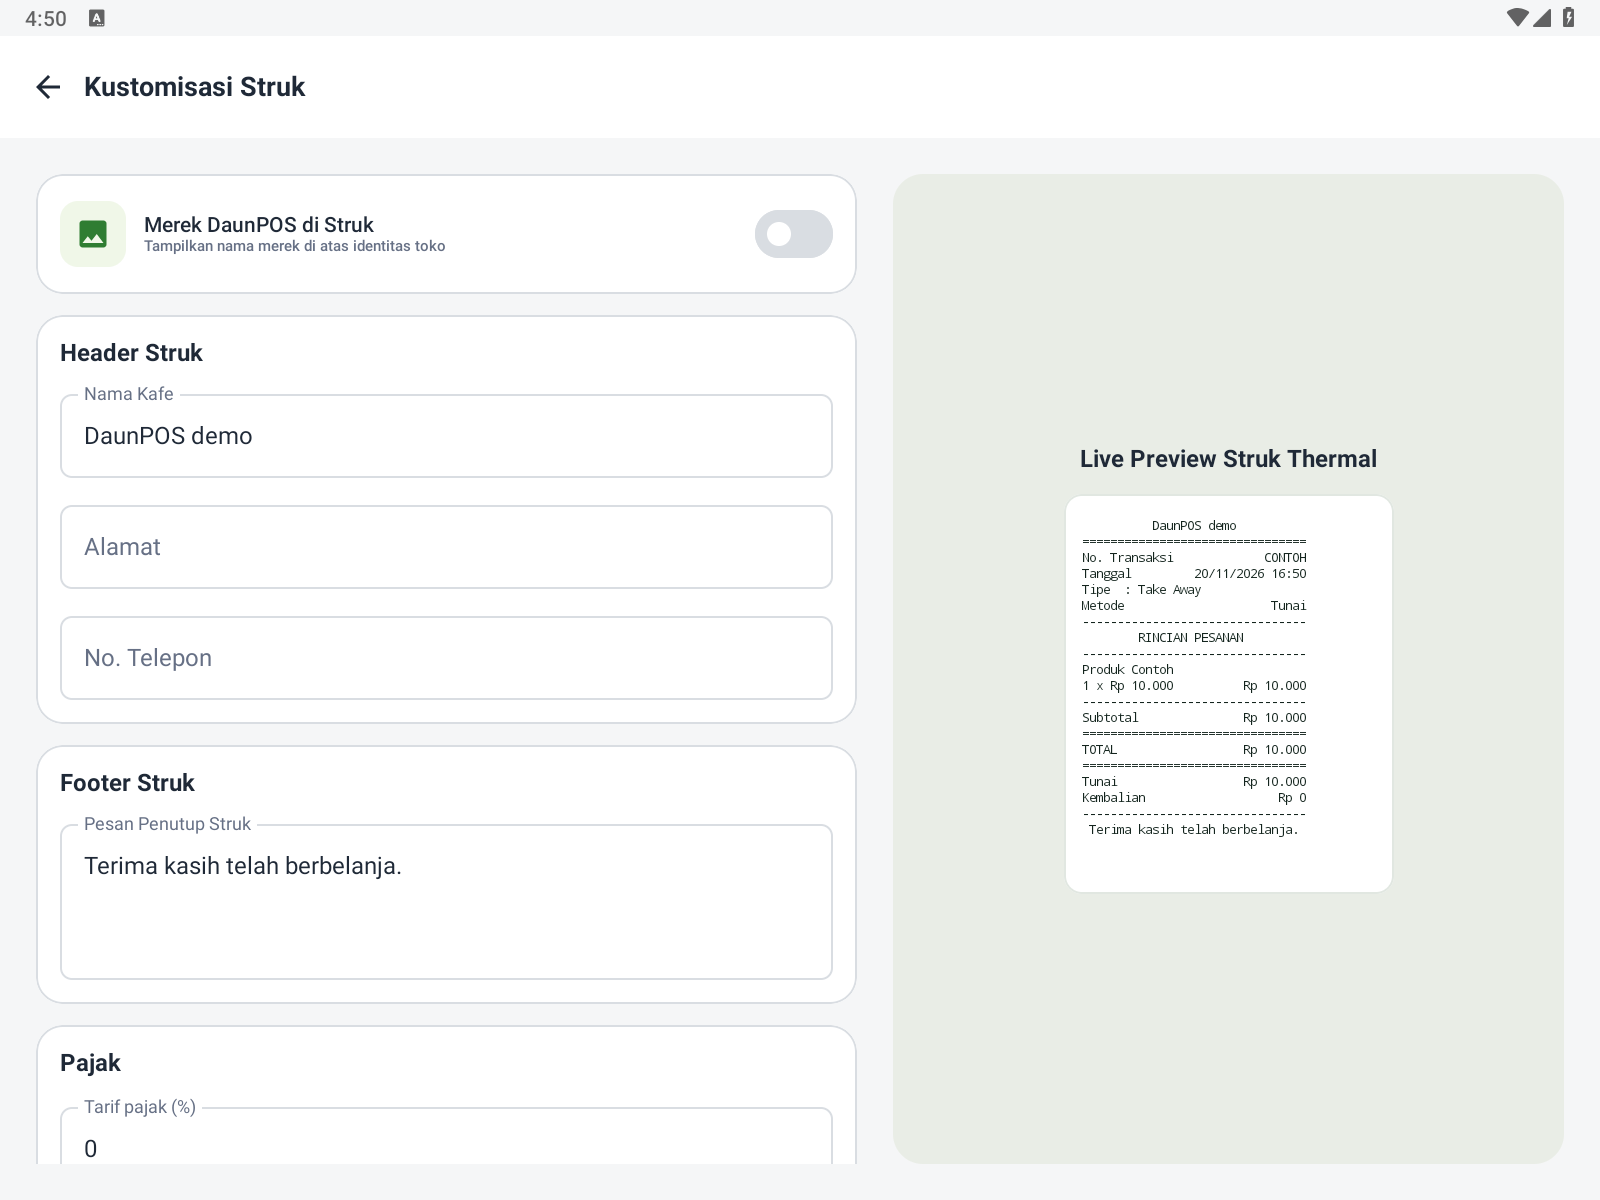 4:50
Kustomisasi Struk
Merek DaunPOS di Struk
Tampilkan nama merek di atas identitas toko
Header Struk
Nama Kafe
DaunPOS demo
Alamat
No. Telepon
Footer Struk
Pesan Penutup Struk
Terima kasih telah berbelanja.
Pajak
Tarif pajak (%)
0
Live Preview Struk Thermal
DaunPOS demo
================================
No. Transaksi CONTOH
Tanggal 20/11/2026 16:50
Tipe : Take Away
Metode Tunai
--------------------------------
RINCIAN PESANAN
--------------------------------
Produk Contoh
1 x Rp 10.000 Rp 10.000
--------------------------------
Subtotal Rp 10.000
================================
TOTAL Rp 10.000
================================
Tunai Rp 10.000
Kembalian Rp 0
--------------------------------
Terima kasih telah berbelanja.